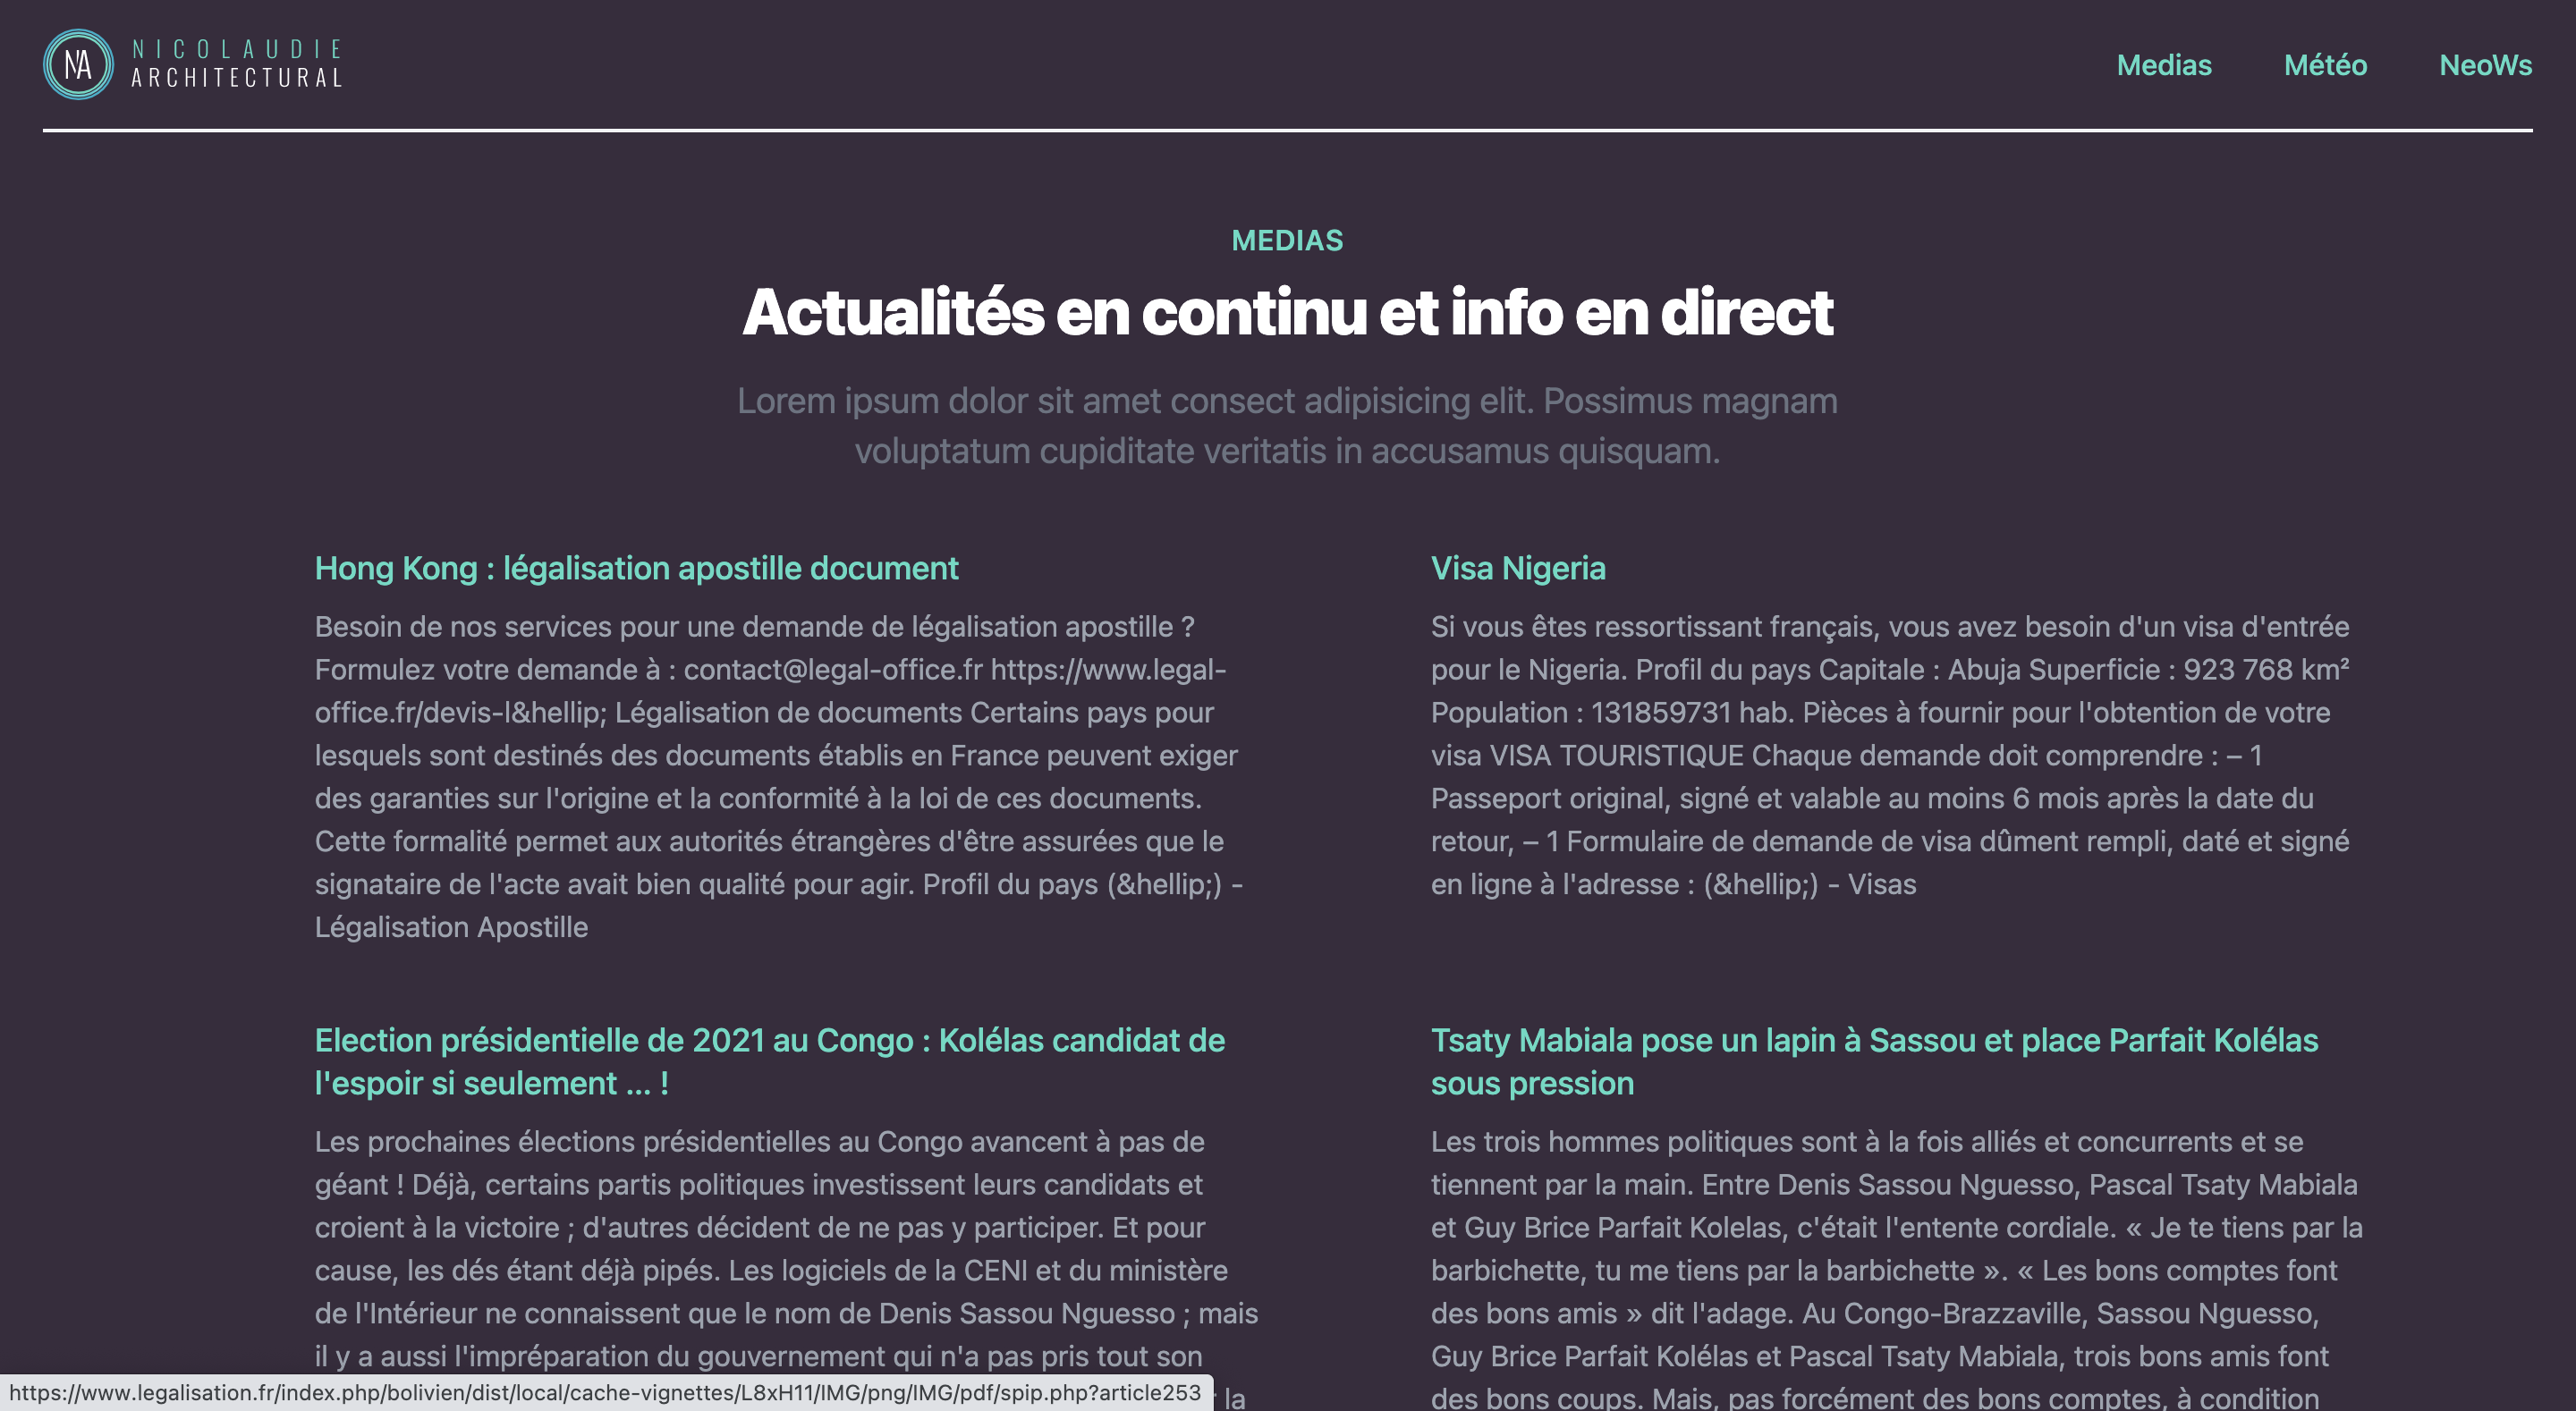 NA
NICOLAUDIE
ARCHITECTURAL
Medias
Météo
NeoWs
MEDIAS
Actualités en continu et info en direct
Lorem ipsum dolor sit amet consect adipisicing elit. Possimus magnam
voluptatum cupiditate veritatis in accusamus quisquam.
Hong Kong : légalisation apostille document
Besoin de nos services pour une demande de légalisation apostille ?
Formulez votre demande à : contact@legal-office.fr https://www.legal-
office.fr/devis-l&hellip; Légalisation de documents Certains pays pour
lesquels sont destinés des documents établis en France peuvent exiger
des garanties sur l'origine et la conformité à la loi de ces documents.
Cette formalité permet aux autorités étrangères d'être assurées que le
signataire de l'acte avait bien qualité pour agir. Profil du pays (&hellip;) -
Légalisation Apostille
Visa Nigeria
Si vous êtes ressortissant français, vous avez besoin d'un visa d'entrée
pour le Nigeria. Profil du pays Capitale : Abuja Superficie : 923 768 km²
Population : 131859731 hab. Pièces à fournir pour l'obtention de votre
visa VISA TOURISTIQUE Chaque demande doit comprendre : – 1
Passeport original, signé et valable au moins 6 mois après la date du
retour, – 1 Formulaire de demande de visa dûment rempli, daté et signé
en ligne à l'adresse : (&hellip;) - Visas
Election présidentielle de 2021 au Congo : Kolélas candidat de
l'espoir si seulement ... !
Les prochaines élections présidentielles au Congo avancent à pas de
géant ! Déjà, certains partis politiques investissent leurs candidats et
croient à la victoire ; d'autres décident de ne pas y participer. Et pour
cause, les dés étant déjà pipés. Les logiciels de la CENI et du ministère
de l'Intérieur ne connaissent que le nom de Denis Sassou Nguesso ; mais
il y a aussi l'impréparation du gouvernement qui n'a pas pris tout son
la
Tsaty Mabiala pose un lapin à Sassou et place Parfait Kolélas
sous pression
Les trois hommes politiques sont à la fois alliés et concurrents et se
tiennent par la main. Entre Denis Sassou Nguesso, Pascal Tsaty Mabiala
et Guy Brice Parfait Kolelas, c'était l'entente cordiale. « Je te tiens par la
barbichette, tu me tiens par la barbichette ». « Les bons comptes font
des bons amis » dit l'adage. Au Congo-Brazzaville, Sassou Nguesso,
Guy Brice Parfait Kolélas et Pascal Tsaty Mabiala, trois bons amis font
des bons coups. Mais, pas forcément des bons comptes, à condition
https://www.legalisation.fr/index.php/bolivien/dist/local/cache-vignettes/L8xH11/IMG/png/IMG/pdf/spip.php?article253